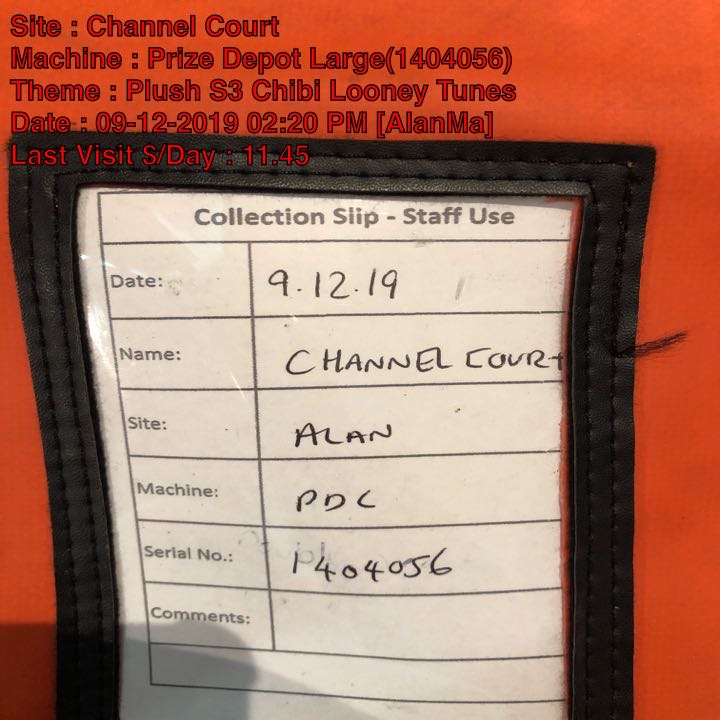 Site : Channel Court
Machine : Prize Depot Large(1404056)
Theme : Plush S3 Chibi Looney Tunes
Date : 09-12-2019 02:20 PM [AlanMa]
Last Visit $/Day : 11.45
Collection Slip - Staff Use
Date: 9.12.19
Name: CHANNEL COURT
Site: ALAN
Machine: PDC
Serial No.: 1404056
Comments: